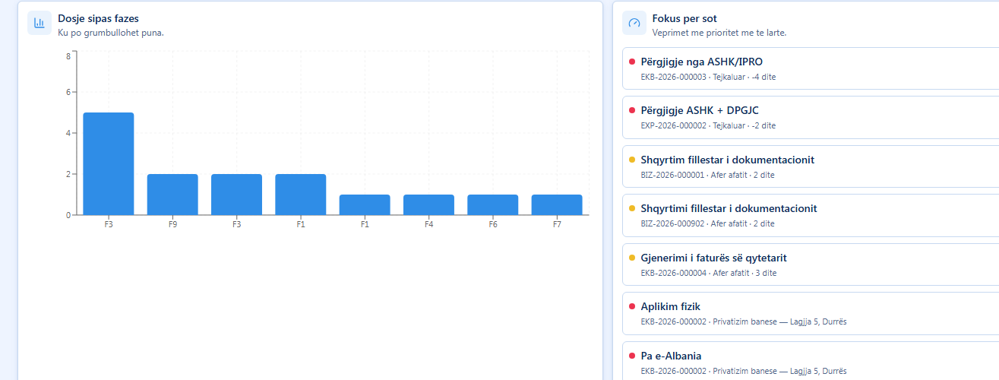 Dosje sipas fazes
Ku po grumbullohet puna.
8
6
4
2
0
F3
F9
F3
F1
F1
F4
F6
F7
Fokus per sot
Veprimet me prioritet me te larte.
Përgjigje nga ASHK/IPRO
EKB-2026-000003 · Tejkaluar · -4 dite
Përgjigje ASHK + DPGJC
EXP-2026-000002 · Tejkaluar · -2 dite
Shqyrtim fillestar i dokumentacionit
BIZ-2026-000001 · Afer afatit · 2 dite
Shqyrtimi fillestar i dokumentacionit
BIZ-2026-000902 · Afer afatit · 2 dite
Gjenerimi i faturës së qytetarit
EKB-2026-000004 · Afer afatit · 3 dite
Aplikim fizik
EKB-2026-000002 · Privatizim banese — Lagjja 5, Durrës
Pa e-Albania
EKB-2026-000002 · Privatizim banese — Lagjja 5, Durrës